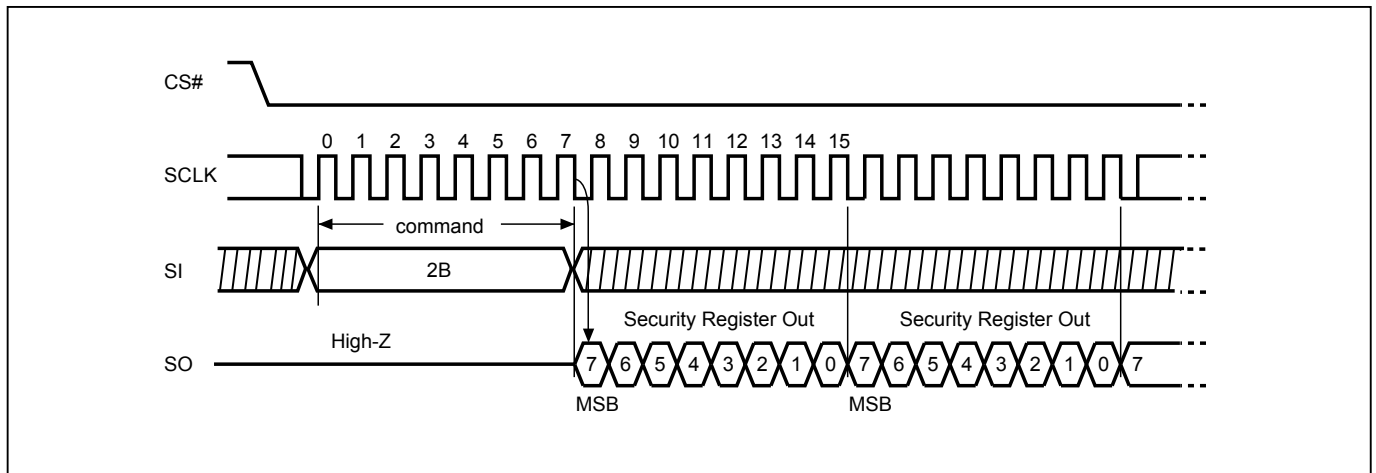 CS#
0 1 2 3 4 5 6 7 8 9 10 11 12 13 14 15
SCLK
command
SI
2B
Security Register Out Security Register Out
High-Z
SO
7 6 5 4 3 2 1 0 7 6 5 4 3 2 1 0 7
MSB MSB